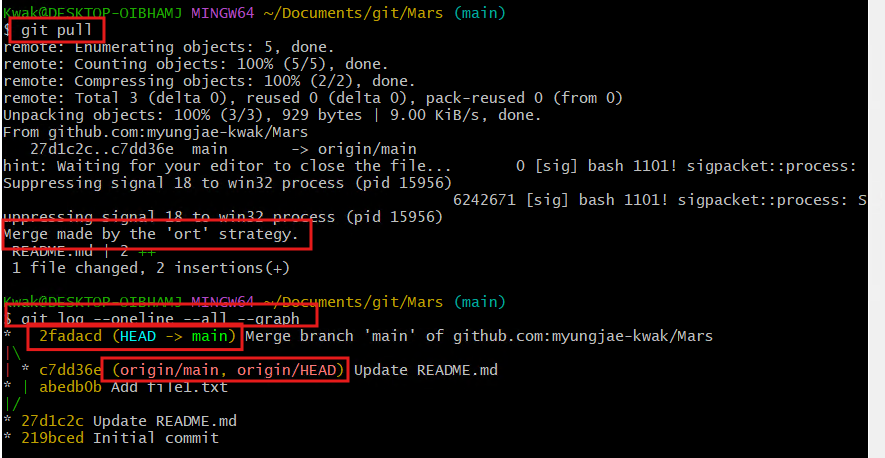 Kwak@DESKTOP-OIBHAMJ MINGW64 ~/Documents/git/Mars (main)
$ git pull
remote: Enumerating objects: 5, done.
remote: Counting objects: 100% (5/5), done.
remote: Compressing objects: 100% (2/2), done.
remote: Total 3 (delta 0), reused 0 (delta 0), pack-reused 0 (from 0)
Unpacking objects: 100% (3/3), 929 bytes | 9.00 KiB/s, done.
From github.com:myungjae-kwak/Mars
   27d1c2c..c7dd36e  main       -> origin/main
hint: Waiting for your editor to close the file...      0 [sig] bash 1101! sigpacket::process:
Suppressing signal 18 to win32 process (pid 15956)
                                                6242671 [sig] bash 1101! sigpacket::process: S
uppressing signal 18 to win32 process (pid 15956)
Merge made by the 'ort' strategy.
 README.md | 2 ++
 1 file changed, 2 insertions(+)
Kwak@DESKTOP-OIBHAMJ MINGW64 ~/Documents/git/Mars (main)
$ git log --oneline --all --graph
*   2fadacd (HEAD -> main) Merge branch 'main' of github.com:myungjae-kwak/Mars
|\
| * c7dd36e (origin/main, origin/HEAD) Update README.md
* | abedb0b Add file1.txt
|/
* 27d1c2c Update README.md
* 219bced Initial commit